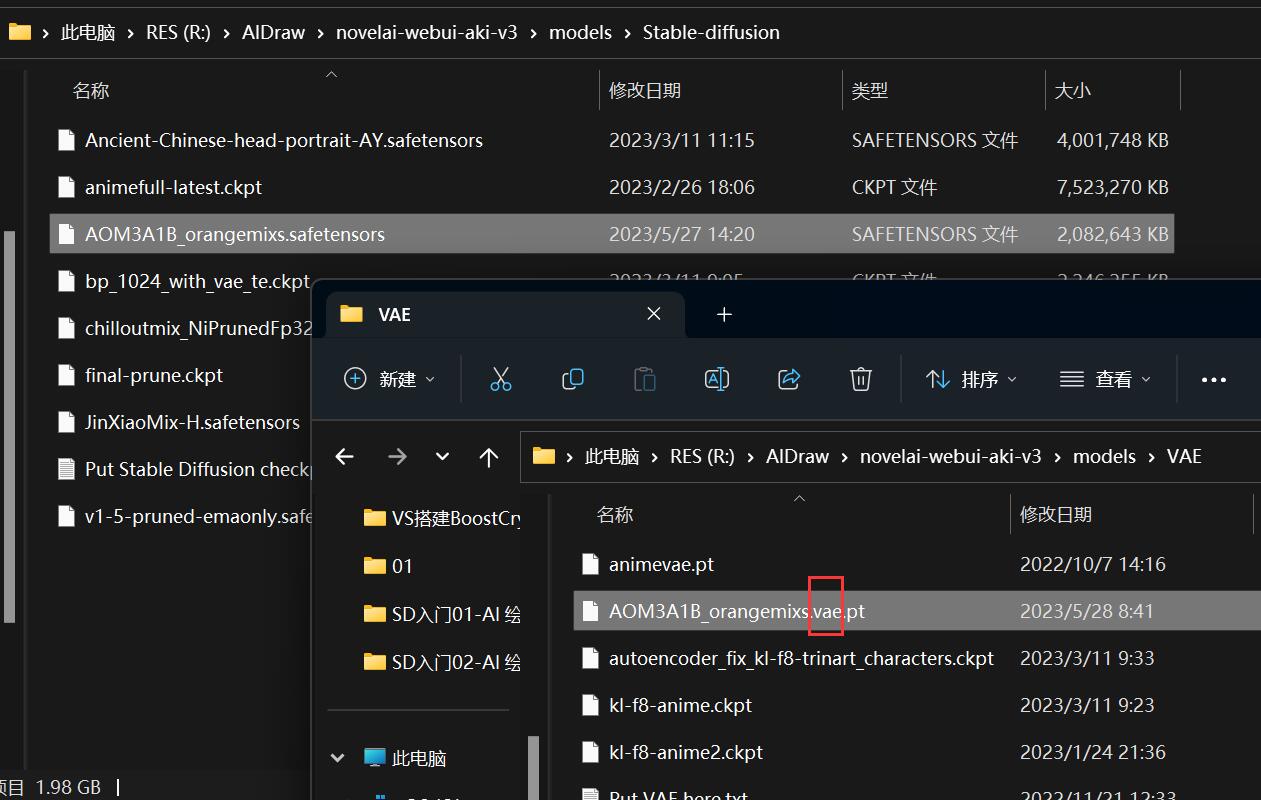 此电脑 › RES (R:) › AIDraw › novelai-webui-aki-v3 › models › Stable-diffusion
名称 修改日期 类型 大小
Ancient-Chinese-head-portrait-AY.safetensors 2023/3/11 11:15 SAFETENSORS 文件 4,001,748 KB
animefull-latest.ckpt 2023/2/26 18:06 CKPT 文件 7,523,270 KB
AOM3A1B_orangemixs.safetensors 2023/5/27 14:20 SAFETENSORS 文件 2,082,643 KB
bp_1024_with_vae_te.ckpt
chilloutmix_NiPrunedFp32
final-prune.ckpt
JinXiaoMix-H.safetensors
Put Stable Diffusion check
v1-5-pruned-emaonly.safe
项目 1.98 GB
VAE
新建 排序 查看
此电脑 › RES (R:) › AIDraw › novelai-webui-aki-v3 › models › VAE
VS搭建BoostCry
01
SD入门01-AI 绘
SD入门02-AI 绘
此电脑
名称 修改日期
animevae.pt 2022/10/7 14:16
AOM3A1B_orangemixs.vae.pt 2023/5/28 8:41
autoencoder_fix_kl-f8-trinart_characters.ckpt 2023/3/11 9:33
kl-f8-anime.ckpt 2023/3/11 9:23
kl-f8-anime2.ckpt 2023/1/24 21:36
Put VAE here.txt 2022/11/21 12:33